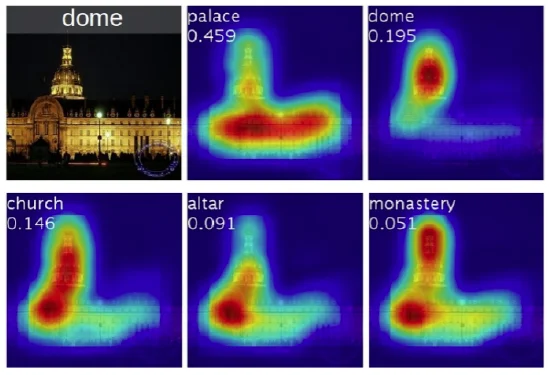 dome
palace
0.459
dome
0.195
church
0.146
altar
0.091
monastery
0.051